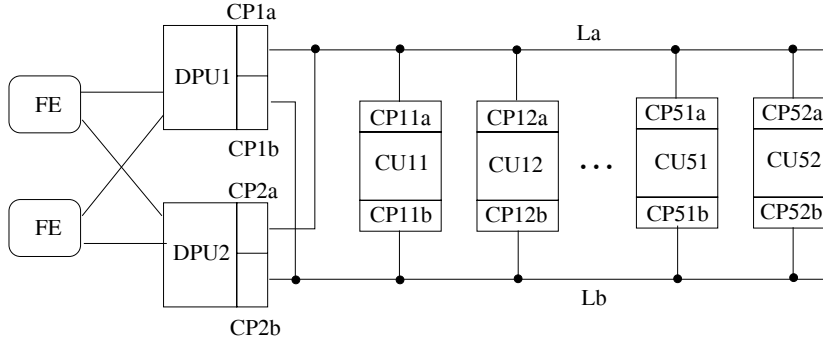 CP1a
La
DPU1
FE
CP11a
CP12a
CP51a
CP52a
CP1b
CU11
CU12
...
CU51
CU52
CP2a
FE
CP11b
CP12b
CP51b
CP52b
DPU2
Lb
CP2b